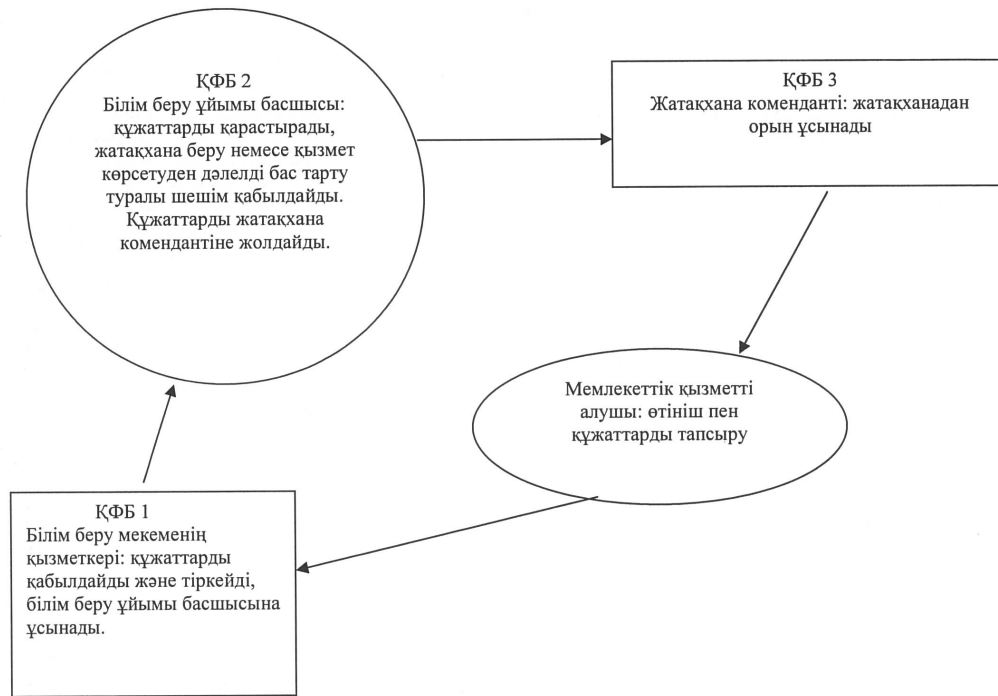 ҚФБ 2
Білім беру ұйымы басшысы:
құжаттарды қарастырады,
жатақхана беру немесе қызмет
көрсетуден дәлелді бас тарту
туралы шешім қабылдайды.
Құжаттарды жатақхана
комендантіне жолдайды.
ҚФБ 3
Жатақхана коменданті: жатақханадан
орын ұсынады
Мемлекеттік қызметті
алушы: өтініш пен
құжаттарды тапсыру
ҚФБ 1
Білім беру мекеменің
қызметкері: құжаттарды
қабылдайды және тіркейді,
білім беру ұйымы басшысына
ұсынады.